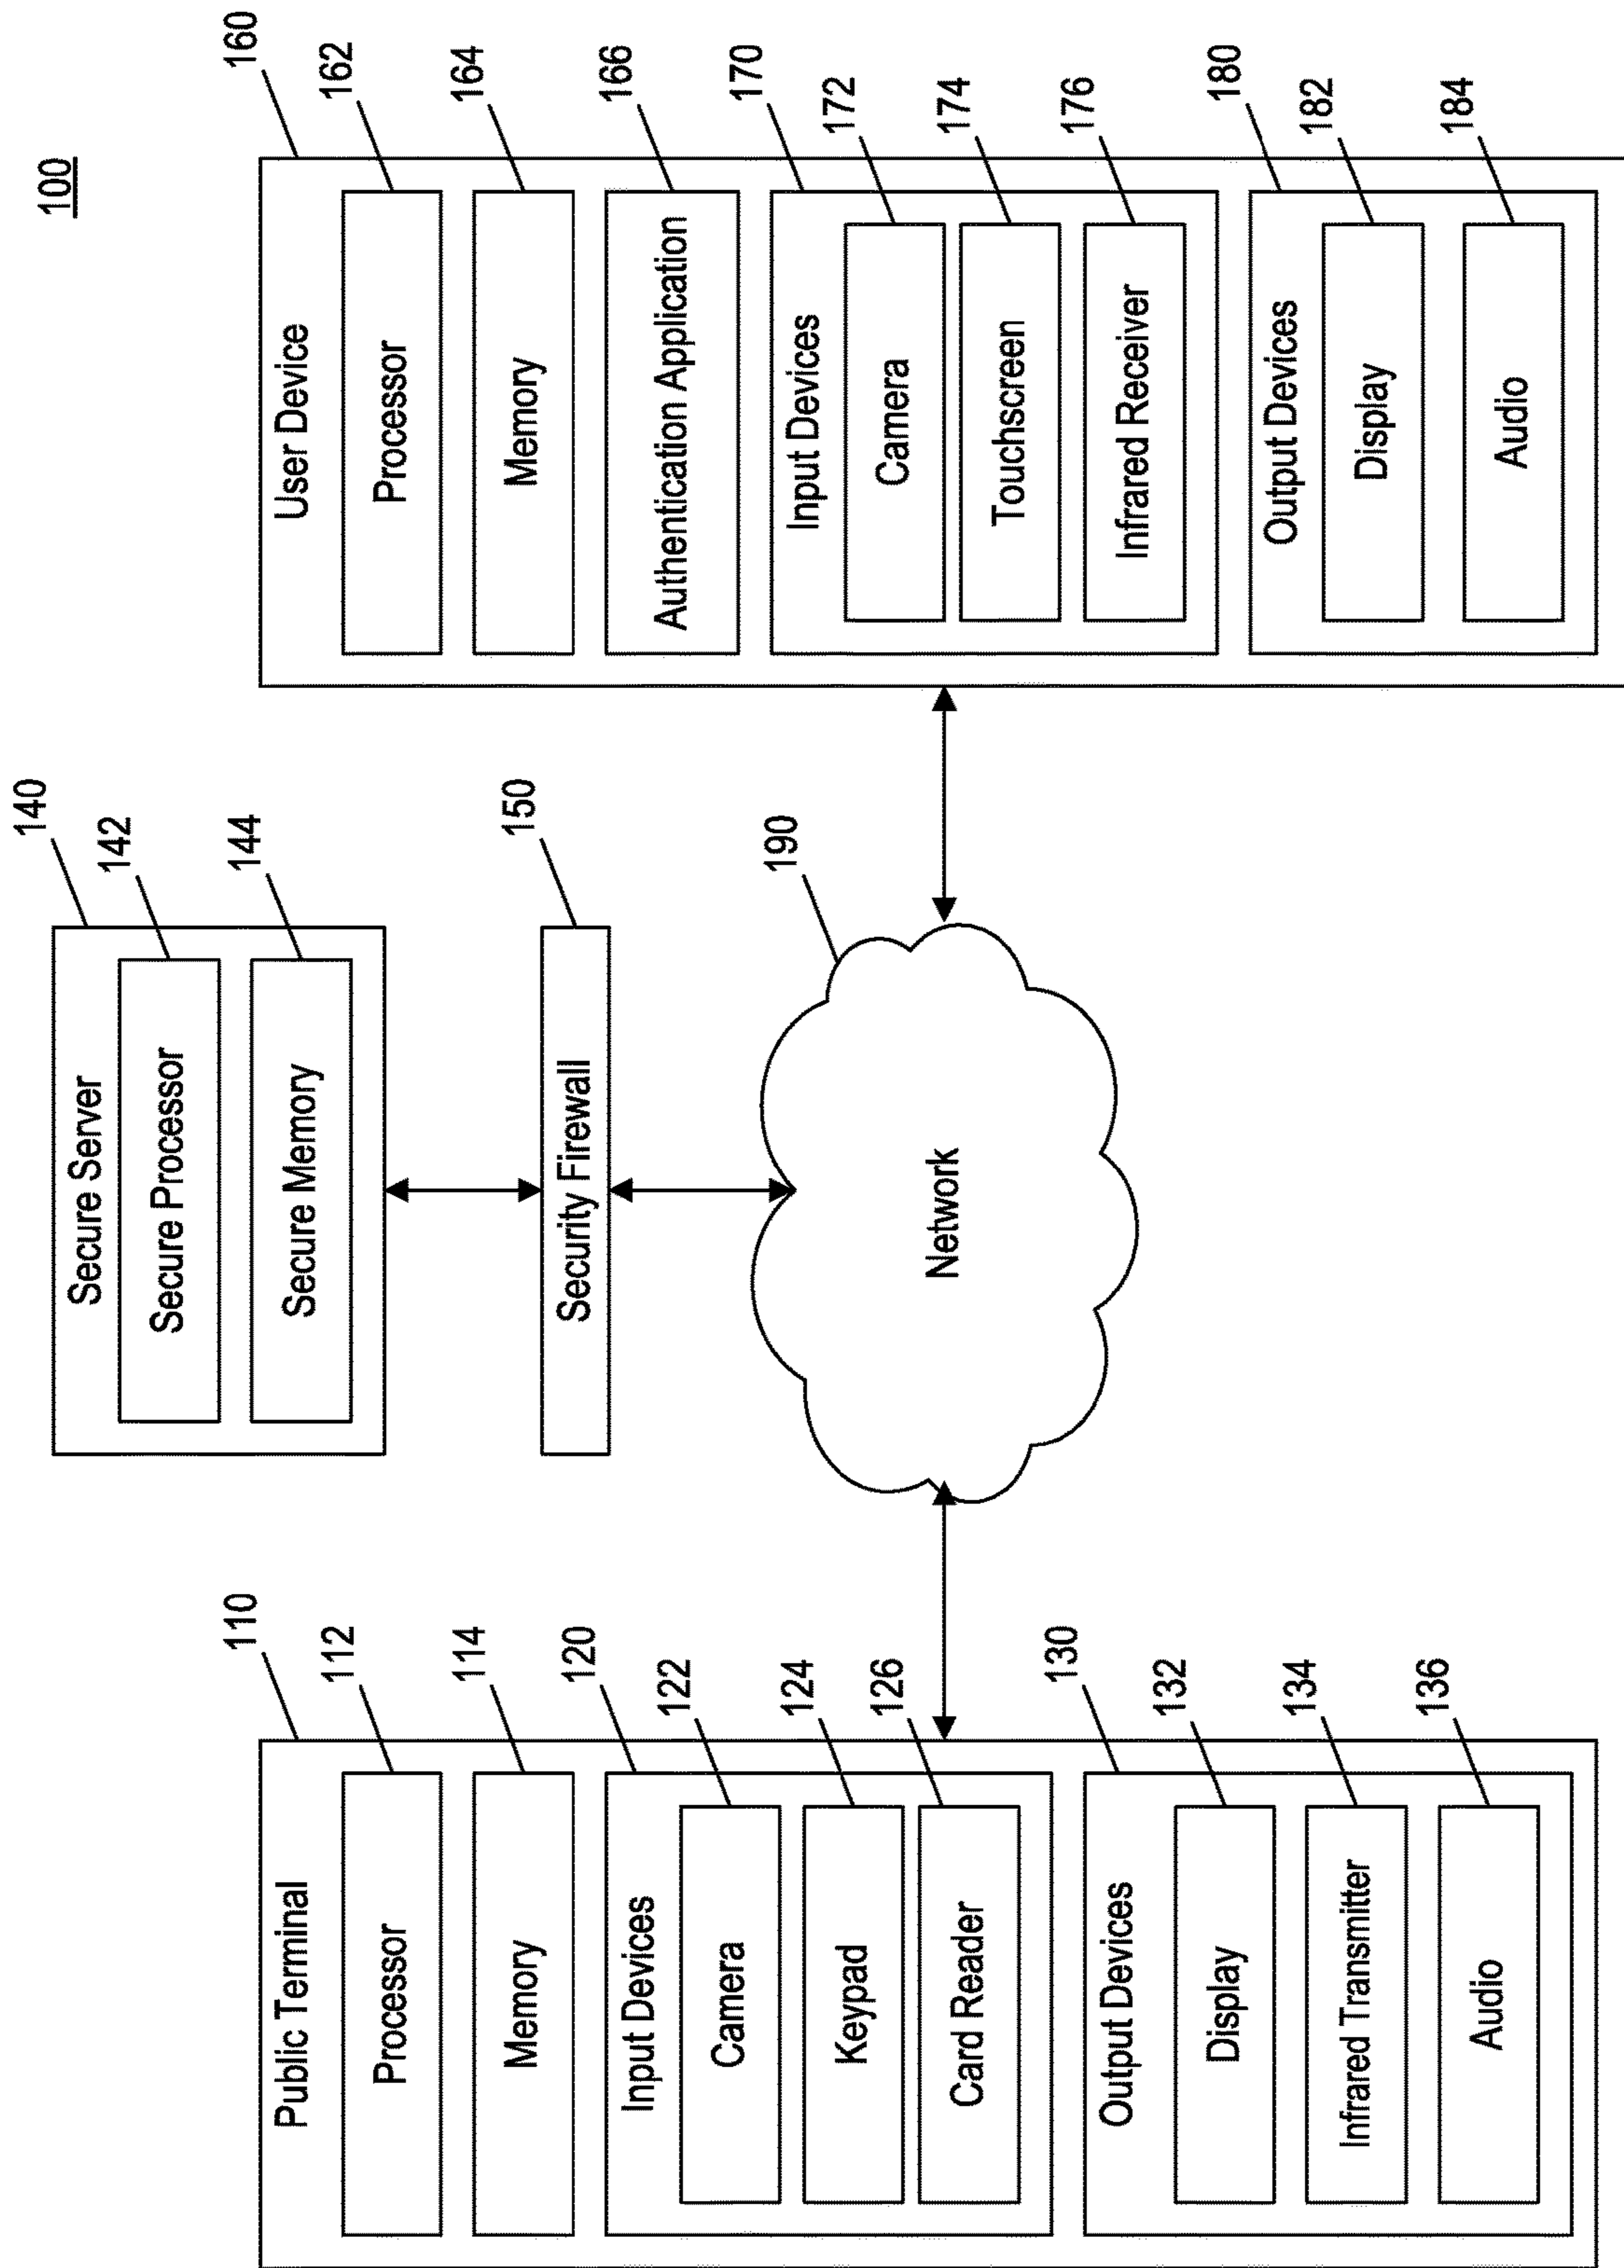 100
Public Terminal
110
Processor
112
Memory
114
Input Devices
120
Camera
122
Keypad
124
Card Reader
126
Output Devices
130
Display
132
Infrared Transmitter
134
Audio
136
Secure Server
140
Secure Processor
142
Secure Memory
144
Security Firewall
150
Network
190
User Device
160
Processor
162
Memory
164
Authentication Application
166
Input Devices
170
Camera
172
Touchscreen
174
Infrared Receiver
176
Output Devices
180
Display
182
Audio
184